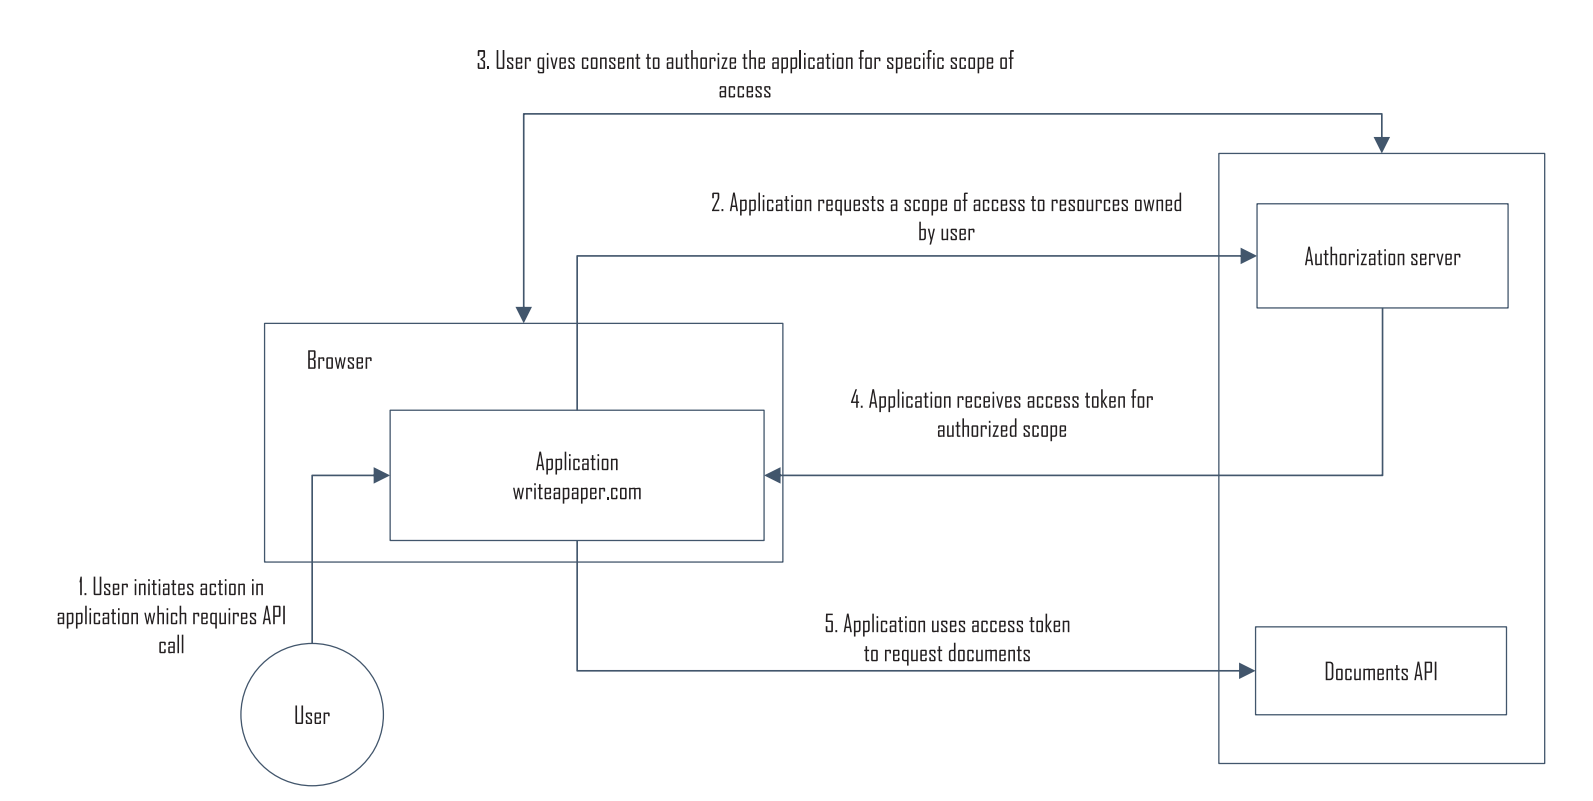 3. User gives consent to authorize the application for specific scope of
access
2. Application requests a scope of access to resources owned
by user
Authorization server
Browser
4. Application receives access token for
authorized scope
Application
writeapaper.com
1. User initiates action in
application which requires API
call
5. Application uses access token
to request documents
Documents API
User